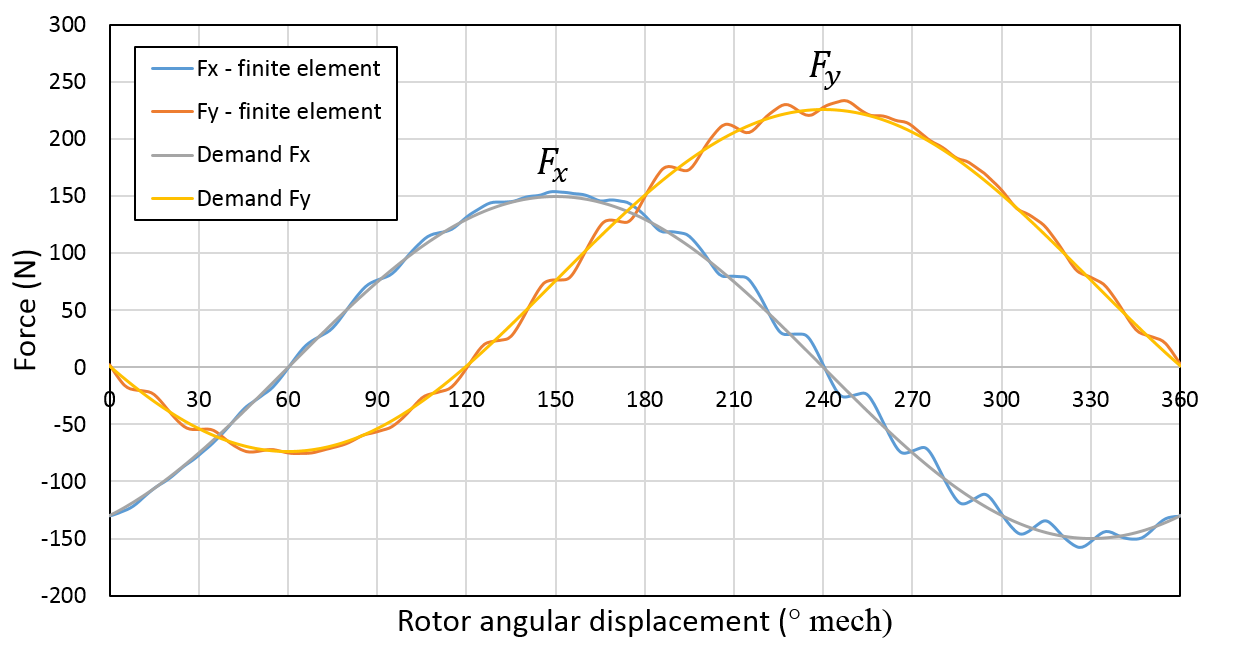 300
250
200
150
100
50
0
-50
-100
-150
-200
Force (N)
Fx - finite element
Fy - finite element
Demand Fx
Demand Fy
Fx
Fy
0 30 60 90 120 150 180 210 240 270 300 330 360
Rotor angular displacement (° mech)